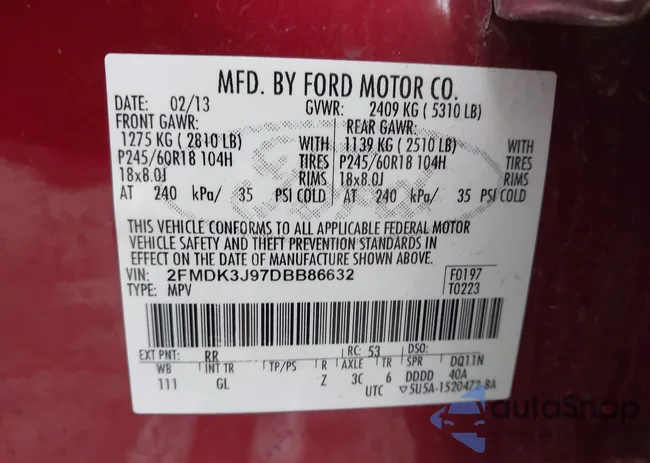 MFD. BY FORD MOTOR CO.
DATE: 02/13 GVWR: 2409 KG ( 5310 LB)
FRONT GAWR: REAR GAWR:
1275 KG ( 2810 LB) WITH 1139 KG ( 2510 LB) WITH
P245/60R18 104H TIRES P245/60R18 104H TIRES
18x8.0J RIMS 18x8.0J RIMS
AT 240 kPa/ 35 PSI COLD AT 240 kPa/ 35 PSI COLD
THIS VEHICLE CONFORMS TO ALL APPLICABLE FEDERAL MOTOR
VEHICLE SAFETY AND THEFT PREVENTION STANDARDS IN
EFFECT ON THE DATE OF MANUFACTURE SHOWN ABOVE.
VIN: 2FMDK3J97DBB86632 F0197
TYPE: MPV T0223
EXT PNT: RR RC: 53 DSO:
WB INT TR TP/PS R AXLE TR SPR DQ11N
111 GL Z 3C 6 DDDD 40A
UTC ▽5U5A-1520472-BA
autoSnap